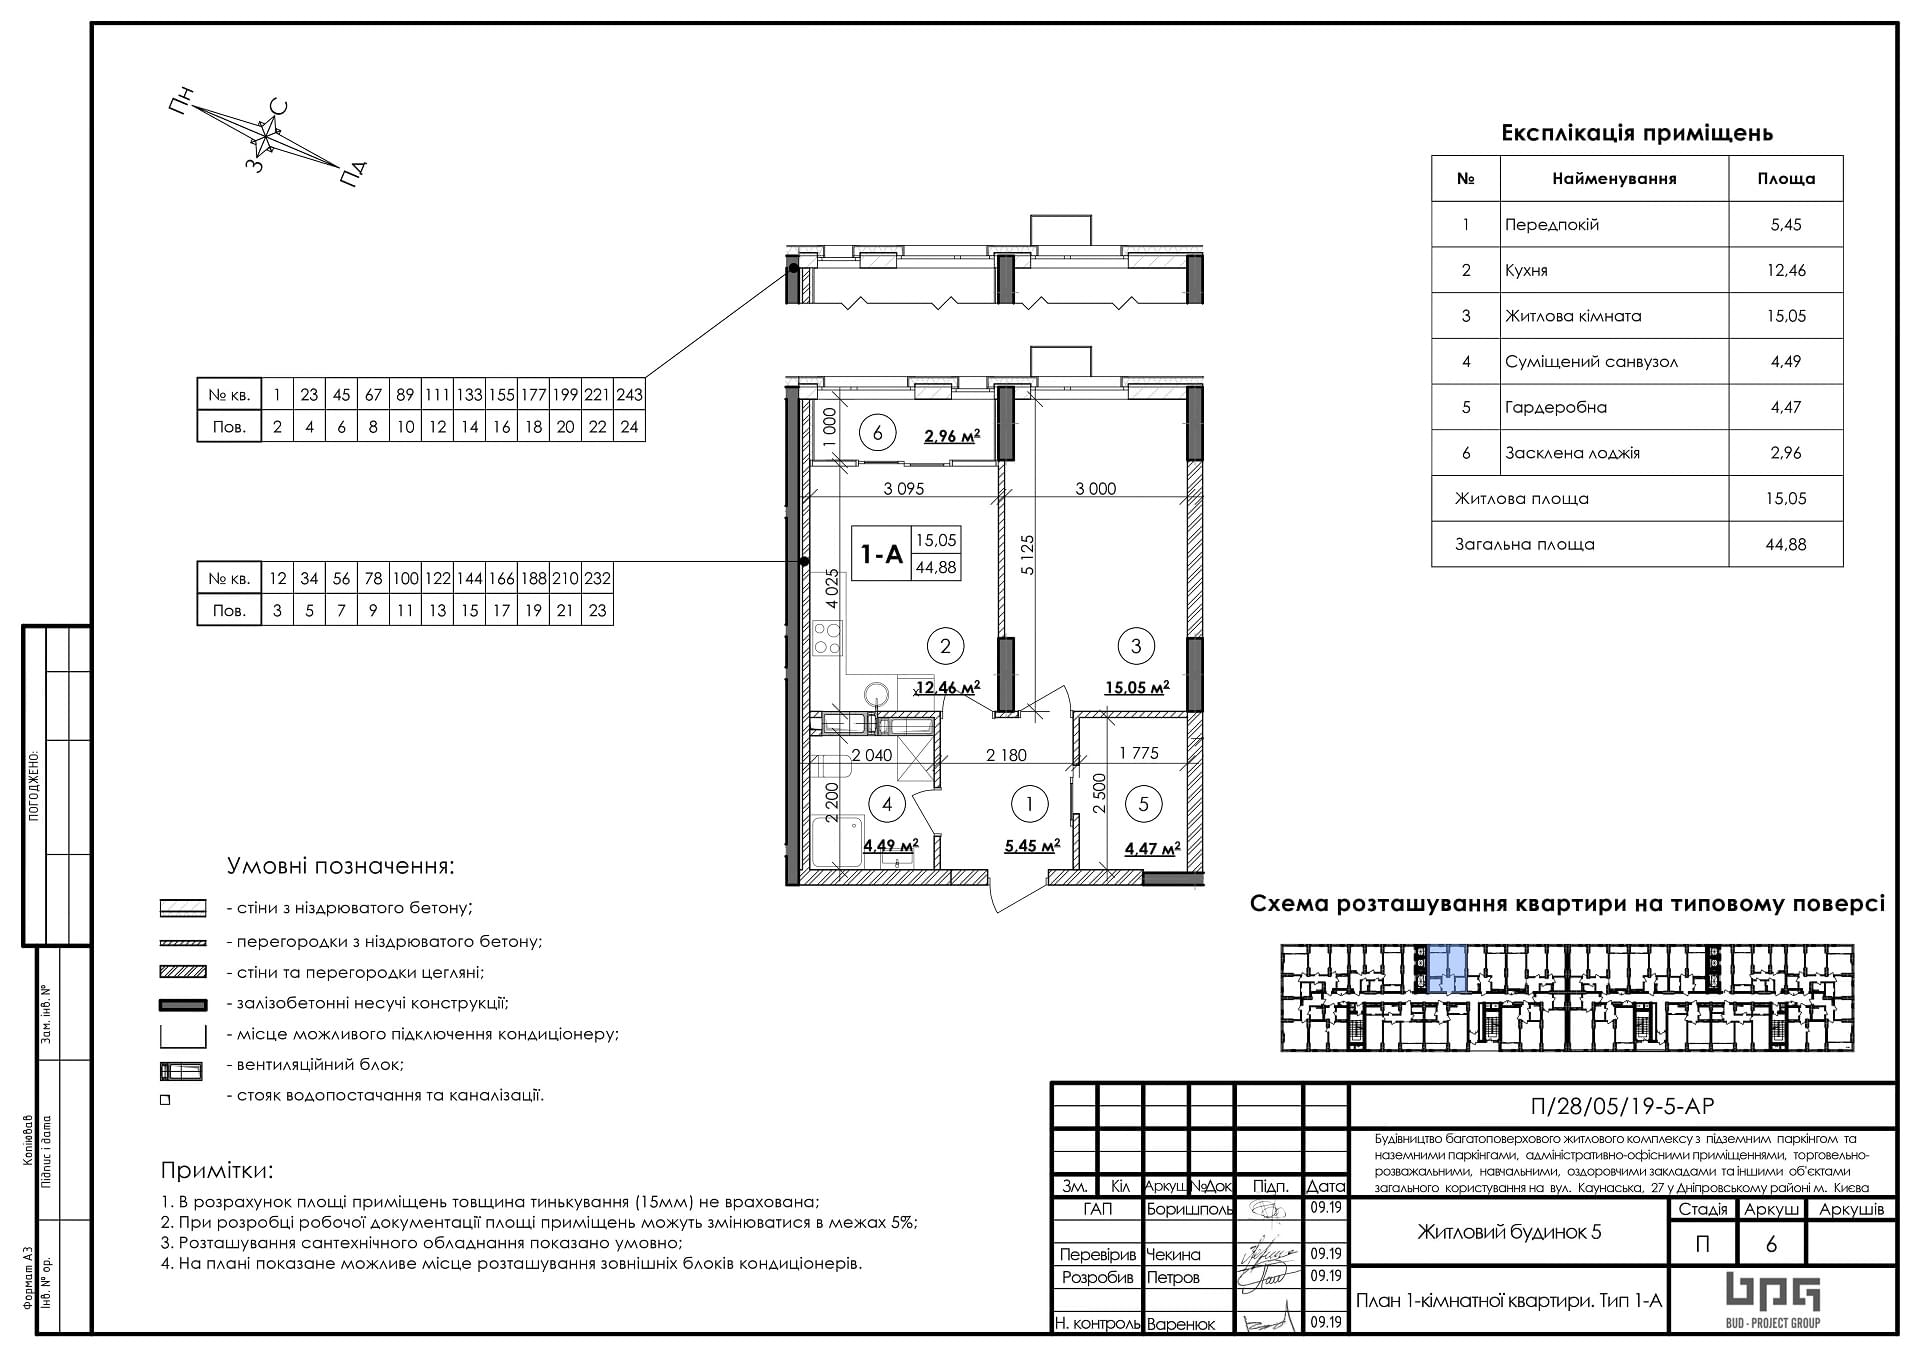 Пн
С
З
Пд
Експлікація приміщень
№ Найменування Площа
1 Передпокій 5,45
2 Кухня 12,46
3 Житлова кімната 15,05
4 Суміщений санвузол 4,49
5 Гардеробна 4,47
6 Засклена лоджія 2,96
Житлова площа 15,05
Загальна площа 44,88
№ кв. 1 23 45 67 89 111 133 155 177 199 221 243
Пов. 2 4 6 8 10 12 14 16 18 20 22 24
№ кв. 12 34 56 78 100 122 144 166 188 210 232
Пов. 3 5 7 9 11 13 15 17 19 21 23
1 000
6
2,96 м²
3 095
3 000
1-А
15,05
44,88
5 125
4 025
2
3
12,46 м²
15,05 м²
2 040
2 180
1 775
2 200
2 500
4
1
5
4,49 м²
5,45 м²
4,47 м²
Умовні позначення:
- стіни з ніздрюватого бетону;
- перегородки з ніздрюватого бетону;
- стіни та перегородки цегляні;
- залізобетонні несучі конструкції;
- місце можливого підключення кондиціонеру;
- вентиляційний блок;
- стояк водопостачання та каналізації.
Примітки:
1. В розрахунок площі приміщень товщина тинькування (15мм) не врахована;
2. При розробці робочої документації площі приміщень можуть змінюватися в межах 5%;
3. Розташування сантехнічного обладнання показано умовно;
4. На плані показане можливе місце розташування зовнішніх блоків кондиціонерів.
Схема розташування квартири на типовому поверсі
П/28/05/19-5-АР
Будівництво багатоповерхового житлового комплексу з підземним паркінгом та
наземними паркінгами, адміністративно-офісними приміщеннями, торговельно-
розважальними, навчальними, оздоровчими закладами та іншими об'єктами
загального користування на вул. Каунаська, 27 у Дніпровському районі м. Києва
Зм. Кіл Аркуш №Док Підп. Дата
ГАП Боришполь 09.19
Перевірив Чекина 09.19
Розробив Петров 09.19
Н. контроль Варенюк 09.19
Житловий будинок 5
Стадія Аркуш Аркушів
П 6
План 1-кімнатної квартири. Тип 1-А
bpg
BUD - PROJECT GROUP
ПОГОДЖЕНО:
Зам. інв. №
Підпис і дата
Інв. № ор.
Копіював
Формат А3